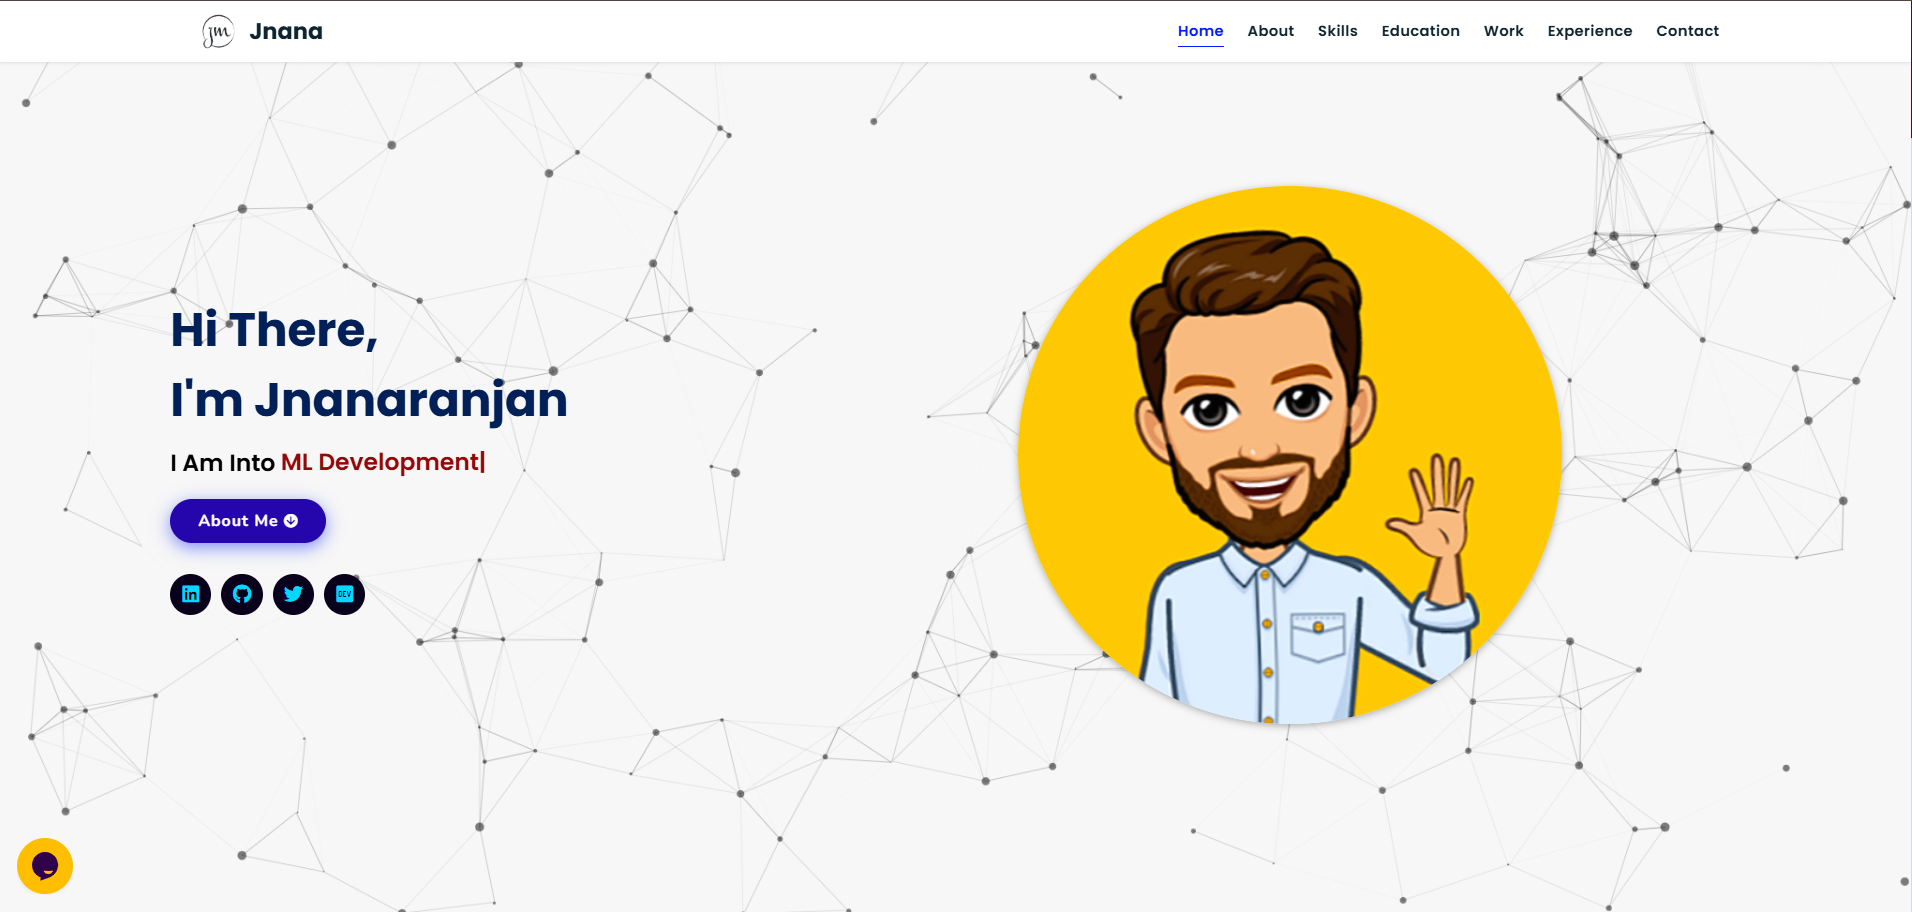 jm Jnana
Home About Skills Education Work Experience Contact
Hi There,
I'm Jnanaranjan
I Am Into ML Development|
About Me
in
DEV